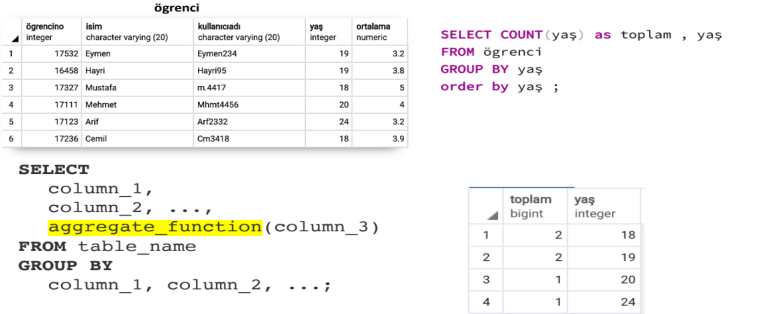 ögrenci
ögrencino isim kullanıcıadı yaş ortalama
integer character varying (20) character varying (20) integer numeric
1 17532 Eymen Eymen234 19 3.2
2 16458 Hayri Hayri95 19 3.8
3 17327 Mustafa m.4417 18 5
4 17111 Mehmet Mhmt4456 20 4
5 17123 Arif Arf2332 24 3.2
6 17236 Cemil Cm3418 18 3.9
SELECT COUNT(yaş) as toplam , yaş
FROM ögrenci
GROUP BY yaş
order by yaş ;
SELECT
column_1,
column_2, ...,
aggregate_function(column_3)
FROM table_name
GROUP BY
column_1, column_2, ...;
toplam yaş
bigint integer
1 2 18
2 2 19
3 1 20
4 1 24